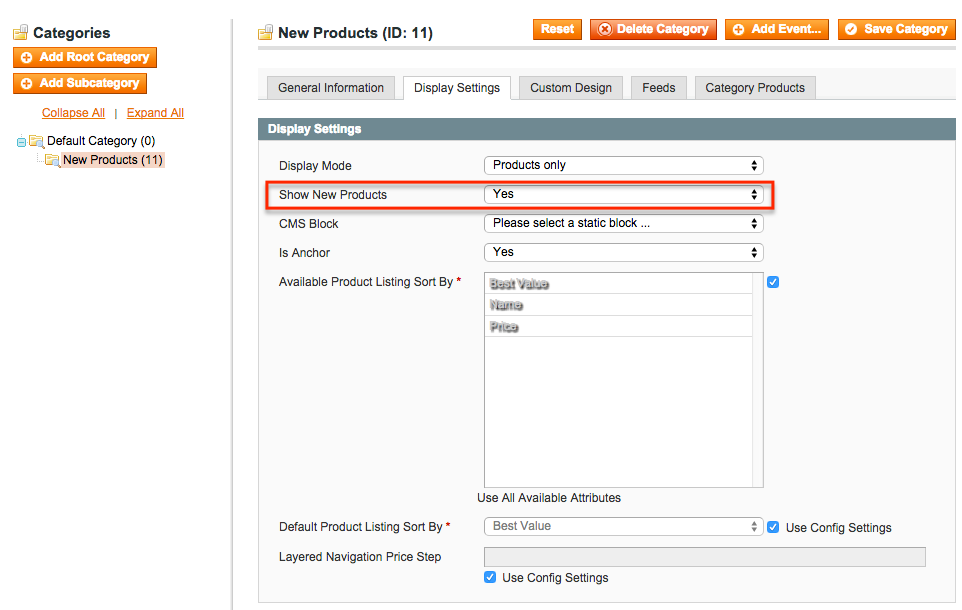 Categories
Add Root Category
Add Subcategory
Collapse All | Expand All
Default Category (0)
New Products (11)
New Products (ID: 11)
Reset
Delete Category
Add Event...
Save Category
General Information
Display Settings
Custom Design
Feeds
Category Products
Display Settings
Display Mode Products only
Show New Products Yes
CMS Block Please select a static block ...
Is Anchor Yes
Available Product Listing Sort By *
Best Value
Name
Price
Use All Available Attributes
Default Product Listing Sort By * Best Value Use Config Settings
Layered Navigation Price Step
Use Config Settings